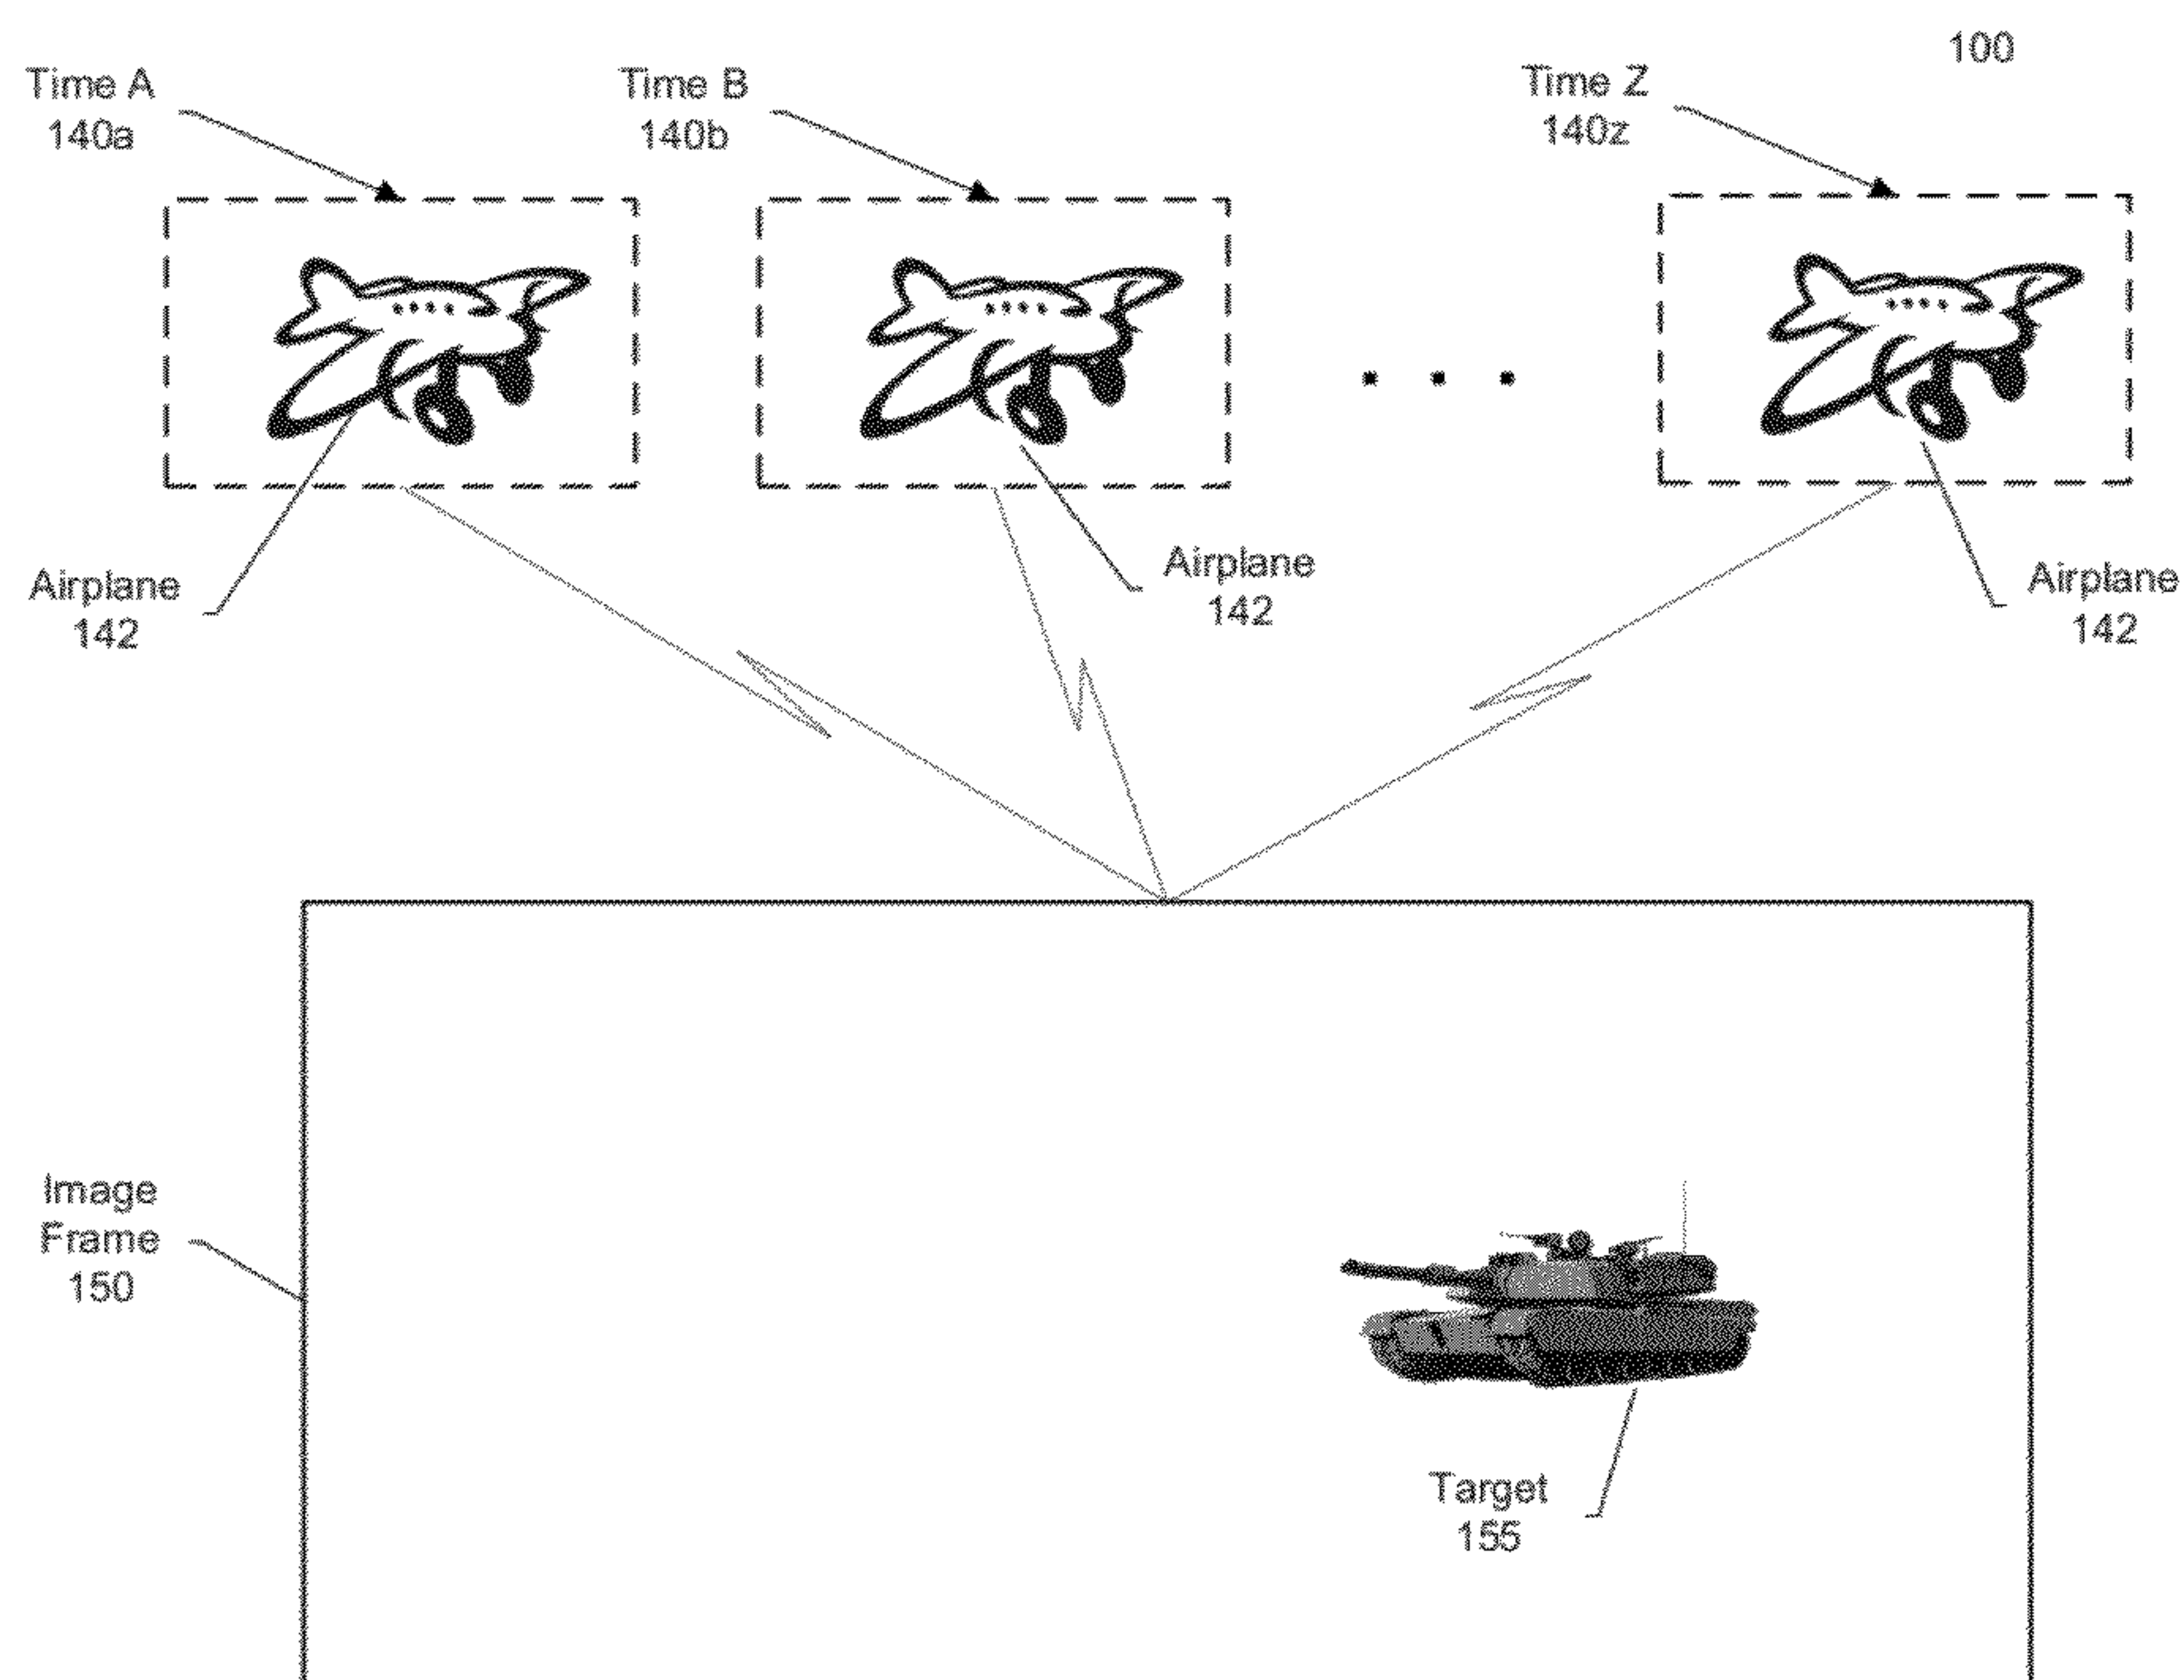 100
Time A
140a
Time B
140b
Time Z
140z
Airplane
142
Airplane
142
Airplane
142
Image
Frame
150
Target
155